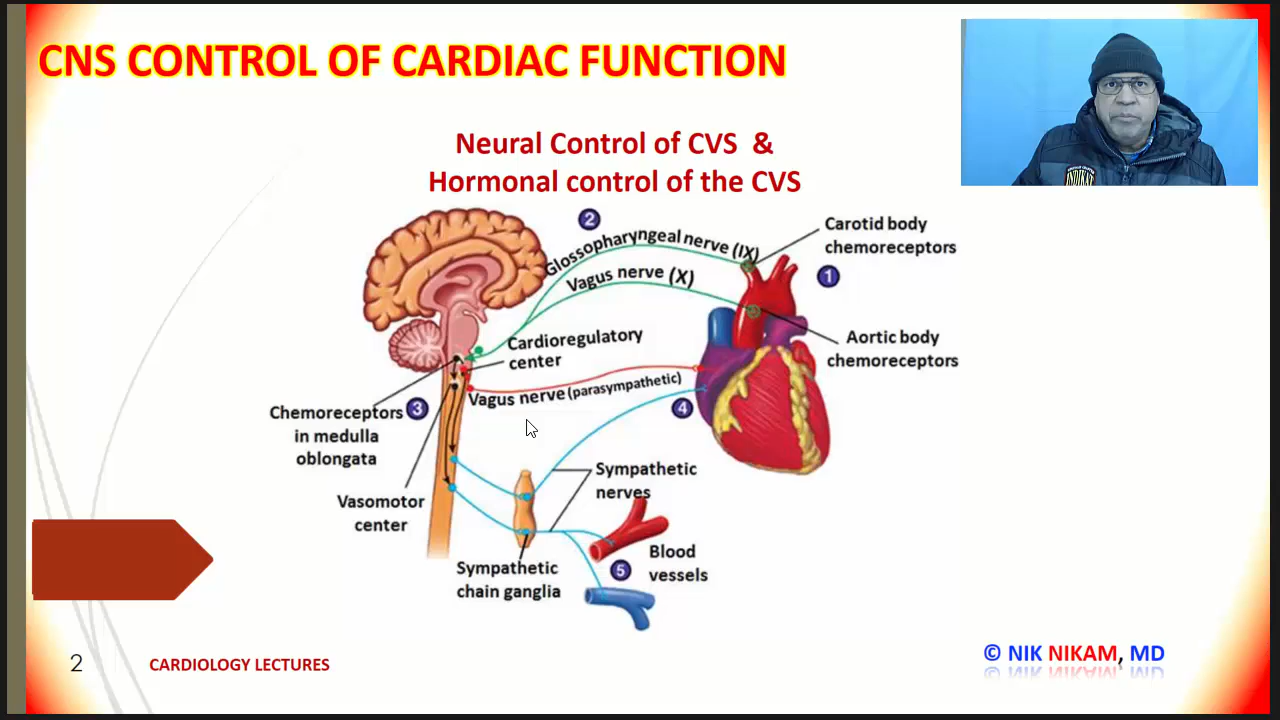 CNS CONTROL OF CARDIAC FUNCTION
Neural Control of CVS &
Hormonal control of the CVS
2
Glossopharyngeal nerve (IX)
Carotid body
chemoreceptors
1
Vagus nerve (X)
Cardioregulatory
center
Aortic body
chemoreceptors
Vagus nerve (parasympathetic)
Chemoreceptors
in medulla
oblongata
3
4
Vasomotor
center
Sympathetic
nerves
Sympathetic
chain ganglia
5
Blood
vessels
2
CARDIOLOGY LECTURES
© NIK NIKAM, MD